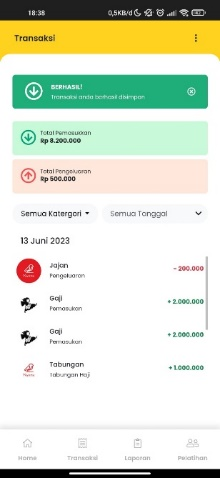 18:38
0,5KB/d
Transaksi
BERHASIL!
Transaksi anda berhasil disimpan
Total Pemasukan
Rp 8.200.000
Total Pengeluaran
Rp 500.000
Semua Katergori
Semua Tanggal
13 Juni 2023
Jajan
- 200.000
Pengeluaran
Gaji
+ 2.000.000
Pemasukan
Gaji
+ 2.000.000
Pemasukan
Tabungan
+ 1.000.000
Tabungan Haji
Home Transaksi Laporan Pelatihan